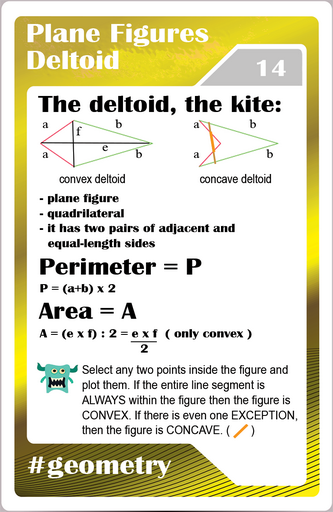 Plane Figures
Deltoid
14
The deltoid, the kite:
a b a b
f
e
a b a b
convex deltoid concave deltoid
- plane figure
- quadrilateral
- it has two pairs of adjacent and
equal-length sides
Perimeter = P
P = (a+b) x 2
Area = A
A = (e x f) : 2 = e x f ( only convex )
2
Select any two points inside the figure and
plot them. If the entire line segment is
ALWAYS within the figure then the figure is
CONVEX. If there is even one EXCEPTION,
then the figure is CONCAVE. ( / )
#geometry